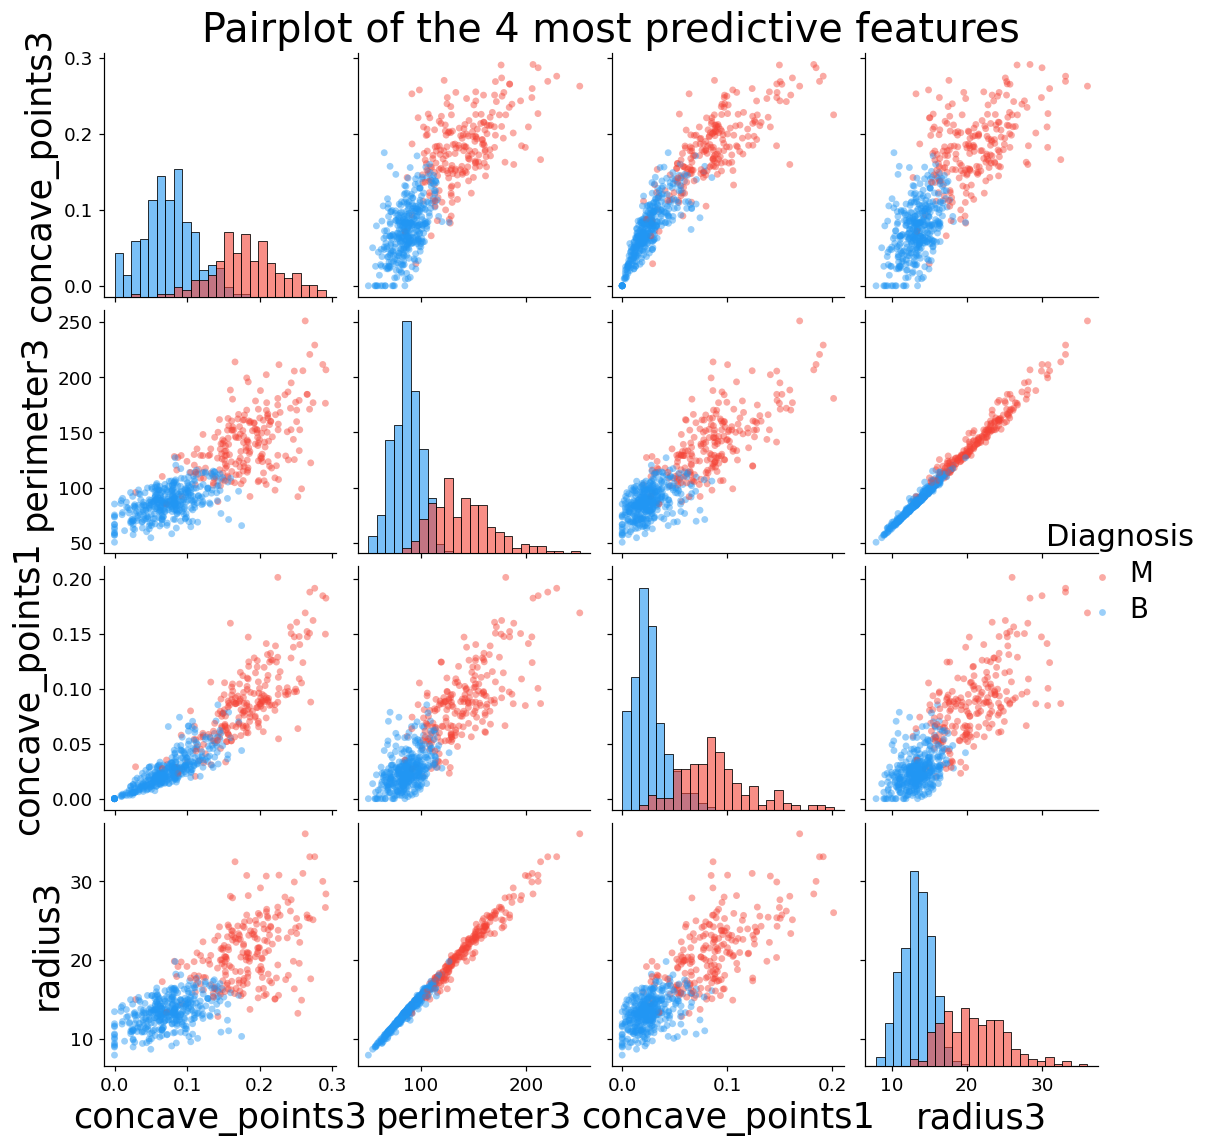 Pairplot of the 4 most predictive features
concave_points3
0.3
0.2
0.1
0.0
perimeter3
250
200
150
100
50
Diagnosis
M
B
concave_points1
0.20
0.15
0.10
0.05
0.00
radius3
30
20
10
0.0 0.1 0.2 0.3 100 200 0.0 0.1 0.2 10 20 30
concave_points3 perimeter3 concave_points1 radius3